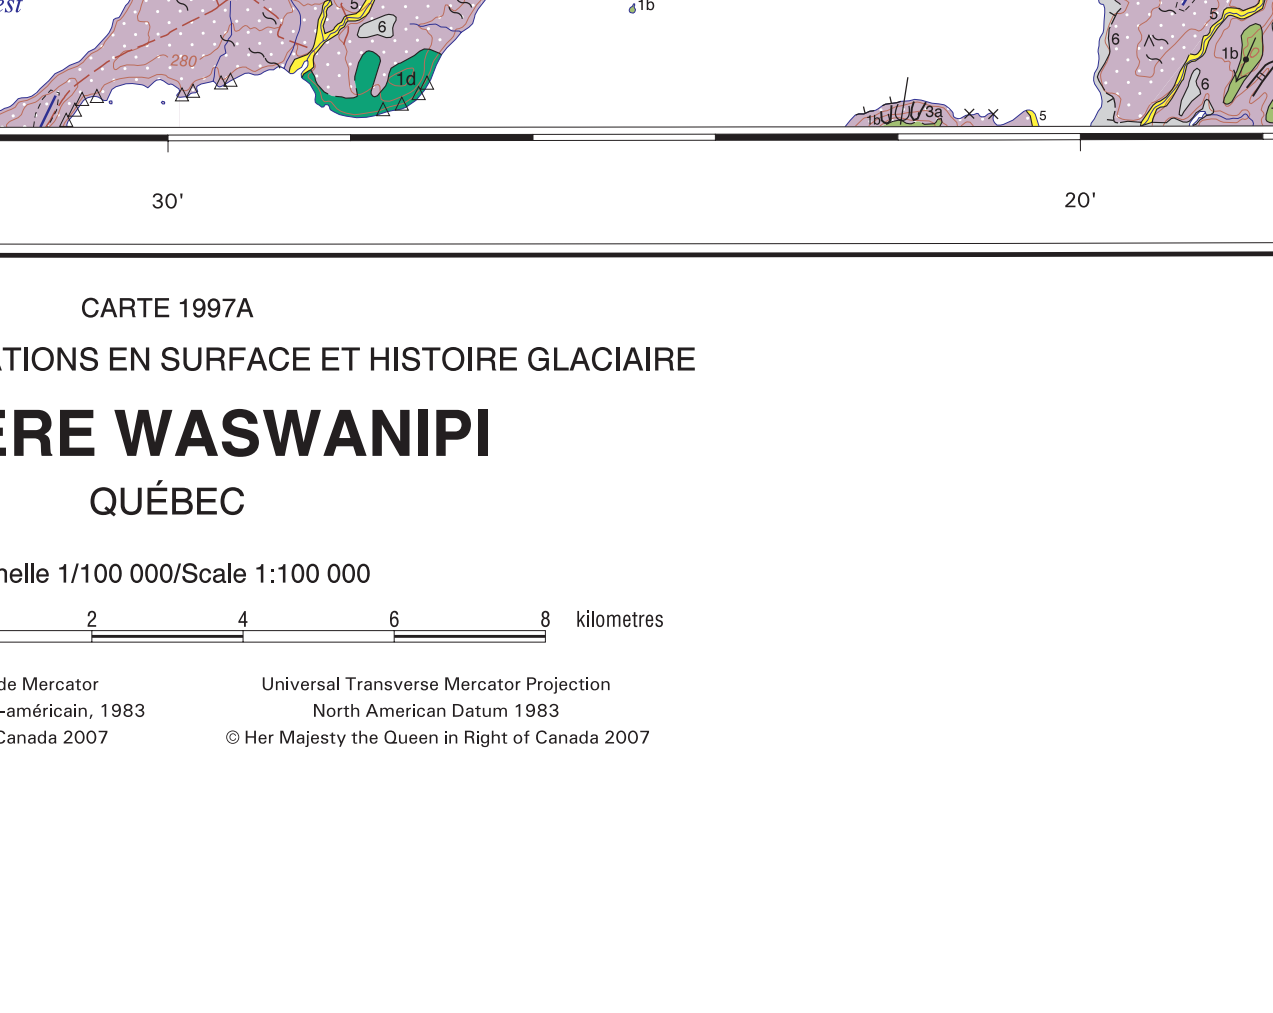 est
5
1b
6
5
6
1b
280
1d
6
1b
3a
5
30'
20'
CARTE 1997A
ATIONS EN SURFACE ET HISTOIRE GLACIAIRE
ÈRE WASWANIPI
QUÉBEC
helle 1/100 000/Scale 1:100 000
2 4 6 8 kilometres
de Mercator
-américain, 1983
Canada 2007
Universal Transverse Mercator Projection
North American Datum 1983
© Her Majesty the Queen in Right of Canada 2007